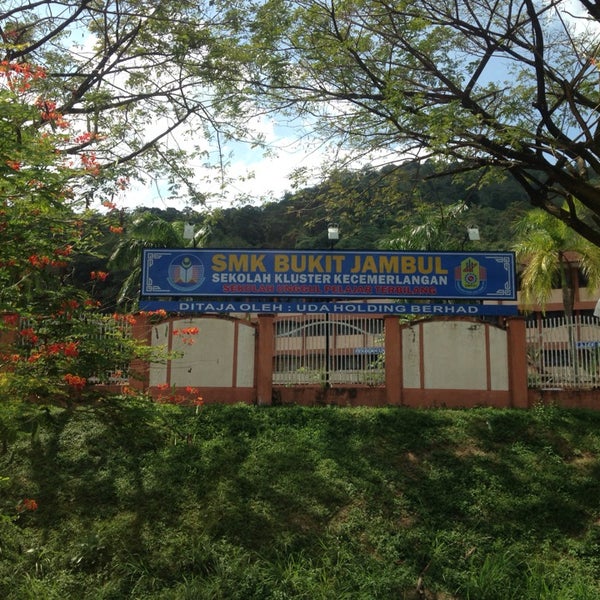 SMK BUKIT JAMBUL
SEKOLAH KLUSTER KECEMERLANGAN
SEKOLAH UNGGUL PELAJAR TERBILANG
DITAJA OLEH : UDA HOLDING BERHAD